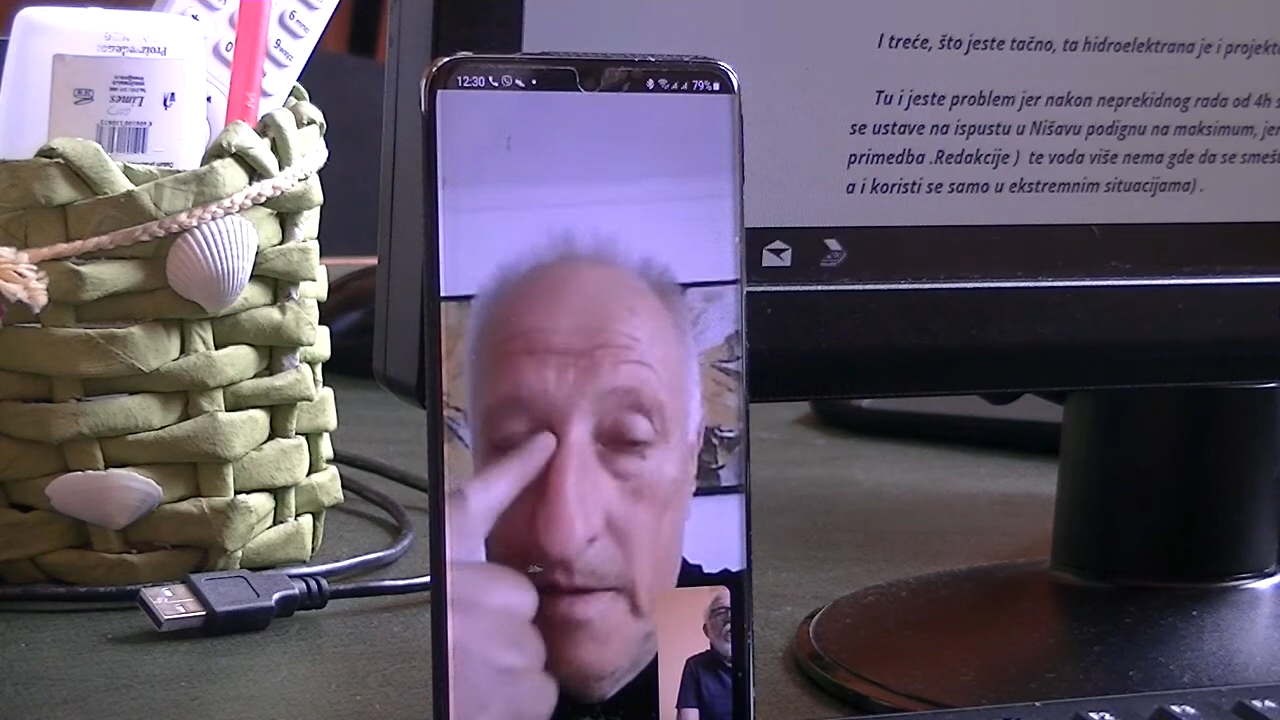 12:30
79%
I treće, što jeste tačno, ta hidroelektrana je i projekt
Tu i jeste problem jer nakon neprekidnog rada od 4h
se ustave na ispustu u Nišavu podignu na maksimum, jer
primedba .Redakcije ) te voda više nema gde da se smest
a i koristi se samo u ekstremnim situacijama) .
Limes